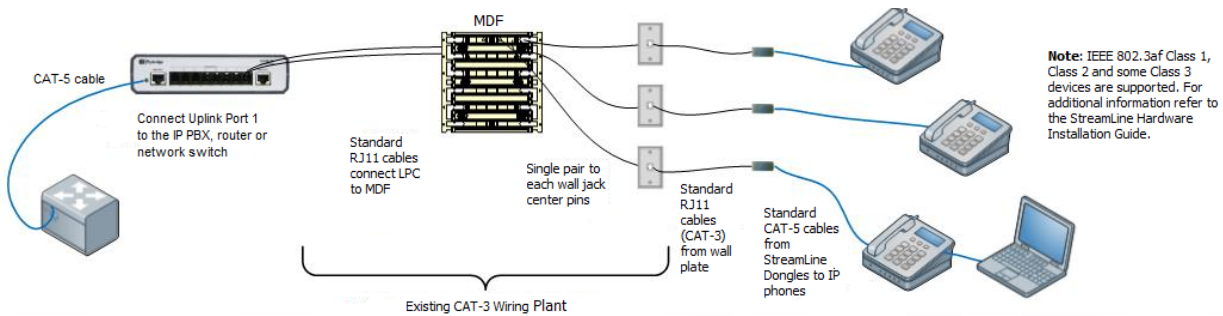 MDF
CAT-5 cable
Connect Uplink Port 1
to the IP PBX, router or
network switch
Standard
RJ11 cables
connect LPC
to MDF
Single pair to
each wall jack
center pins
Standard
RJ11
cables
(CAT-3)
from wall
plate
Standard
CAT-5 cables
from
StreamLine
Dongles to IP
phones
Note: IEEE 802.3af Class 1,
Class 2 and some Class 3
devices are supported. For
additional information refer to
the StreamLine Hardware
Installation Guide.
Existing CAT-3 Wiring Plant